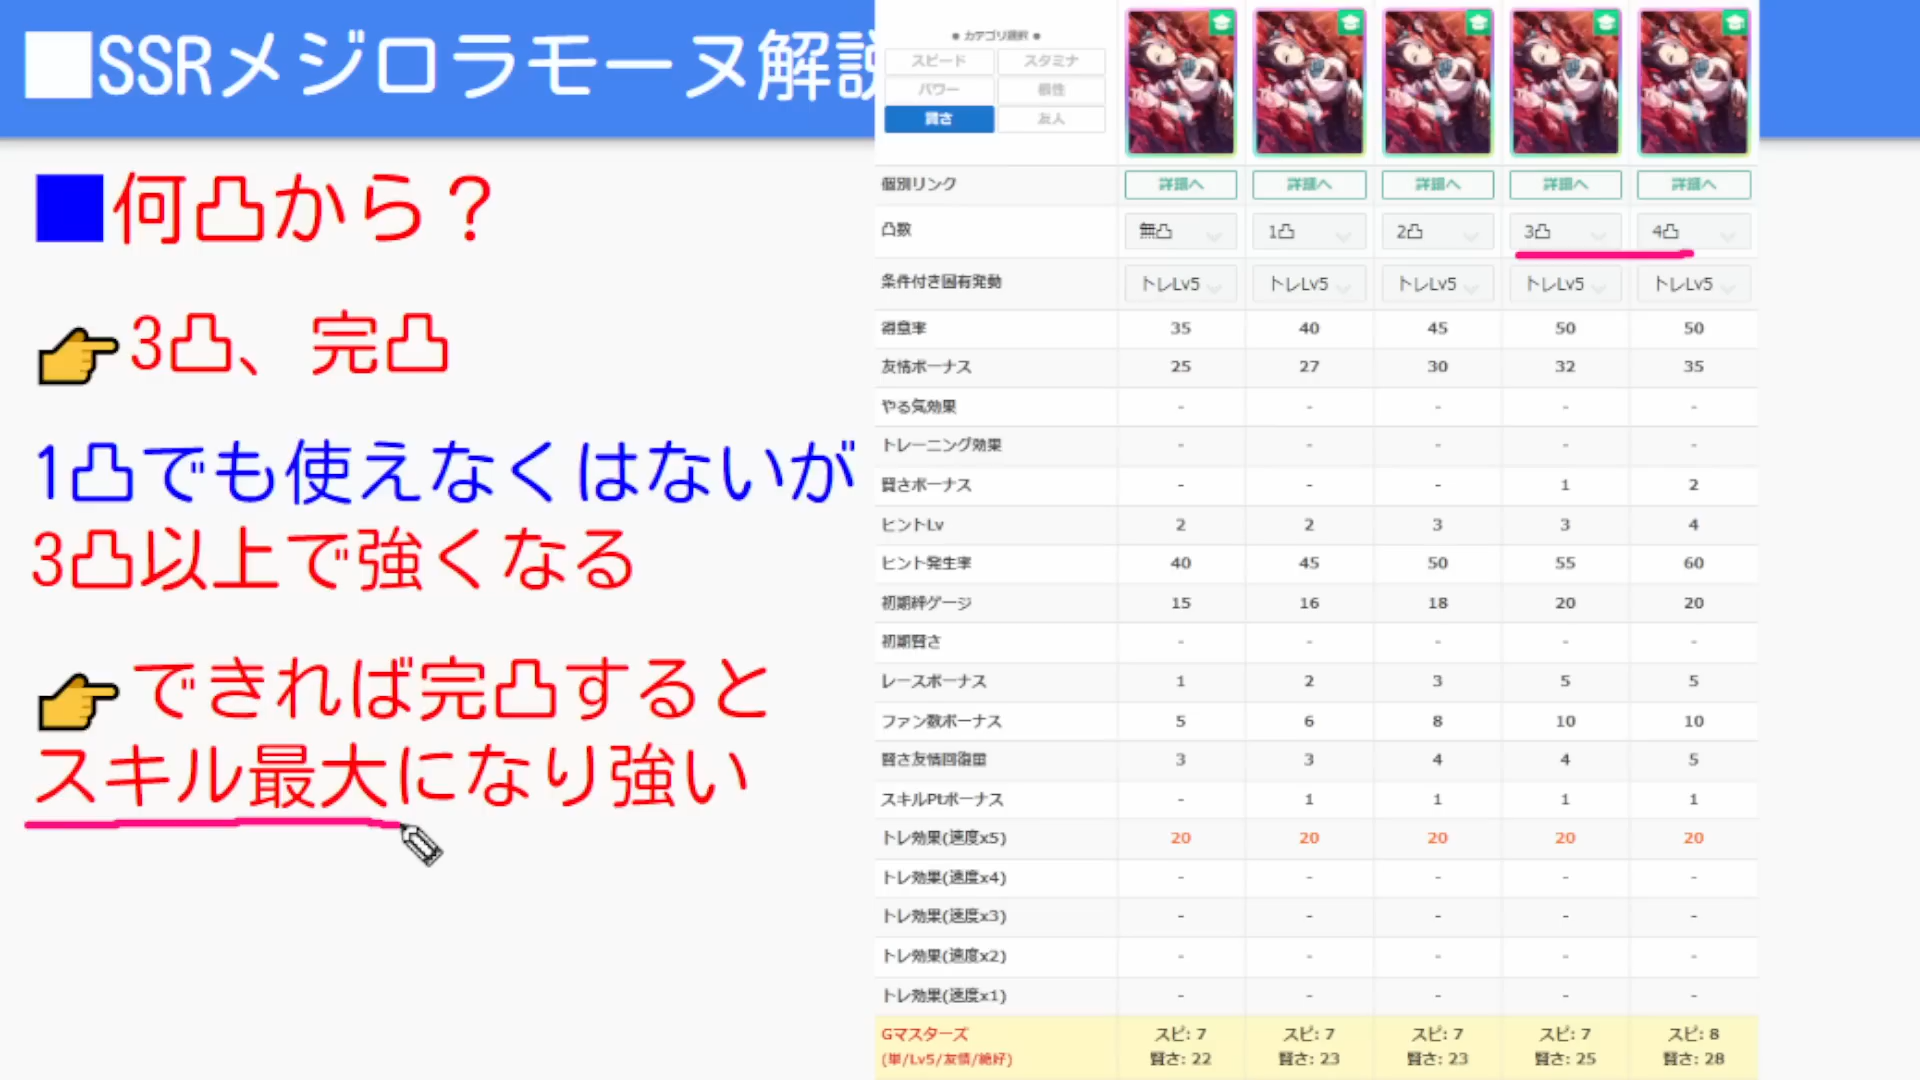 ■SSRメジロラモーヌ解説
■何凸から？
👉3凸、完凸
1凸でも使えなくはないが
3凸以上で強くなる
👉できれば完凸すると
スキル最大になり強い
● カテゴリ選択 ●
スピード スタミナ
パワー 根性
賢さ 友人
個別リンク 詳細へ 詳細へ 詳細へ 詳細へ 詳細へ
凸数 無凸 1凸 2凸 3凸 4凸
条件付き固有発動 トレLv5 トレLv5 トレLv5 トレLv5 トレLv5
得意率 35 40 45 50 50
友情ボーナス 25 27 30 32 35
やる気効果 - - - - -
トレーニング効果 - - - - -
賢さボーナス - - - 1 2
ヒントLv 2 2 3 3 4
ヒント発生率 40 45 50 55 60
初期絆ゲージ 15 16 18 20 20
初期賢さ - - - - -
レースボーナス 1 2 3 5 5
ファン数ボーナス 5 6 8 10 10
賢さ友情回復量 3 3 4 4 5
スキルPtボーナス - 1 1 1 1
トレ効果(速度x5) 20 20 20 20 20
トレ効果(速度x4) - - - - -
トレ効果(速度x3) - - - - -
トレ効果(速度x2) - - - - -
トレ効果(速度x1) - - - - -
Gマスターズ スピ: 7 スピ: 7 スピ: 7 スピ: 7 スピ: 8
(単/Lv5/友情/絶好) 賢さ: 22 賢さ: 23 賢さ: 23 賢さ: 25 賢さ: 28